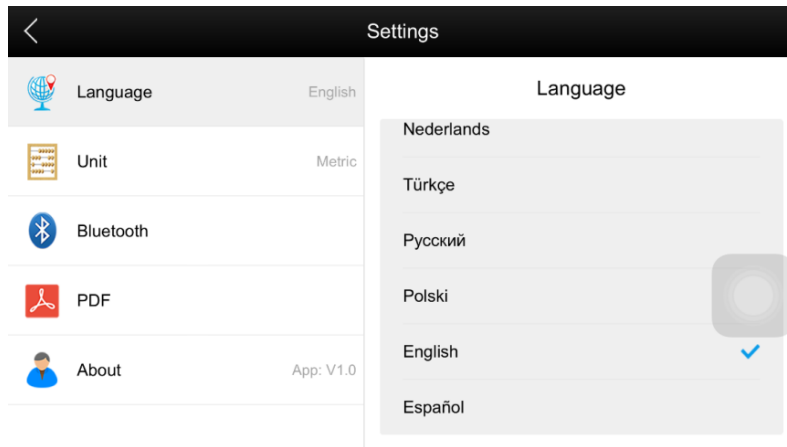 Settings
Language English
Unit Metric
Bluetooth
PDF
About App: V1.0
Language
Nederlands
Türkçe
Русский
Polski
English
Español